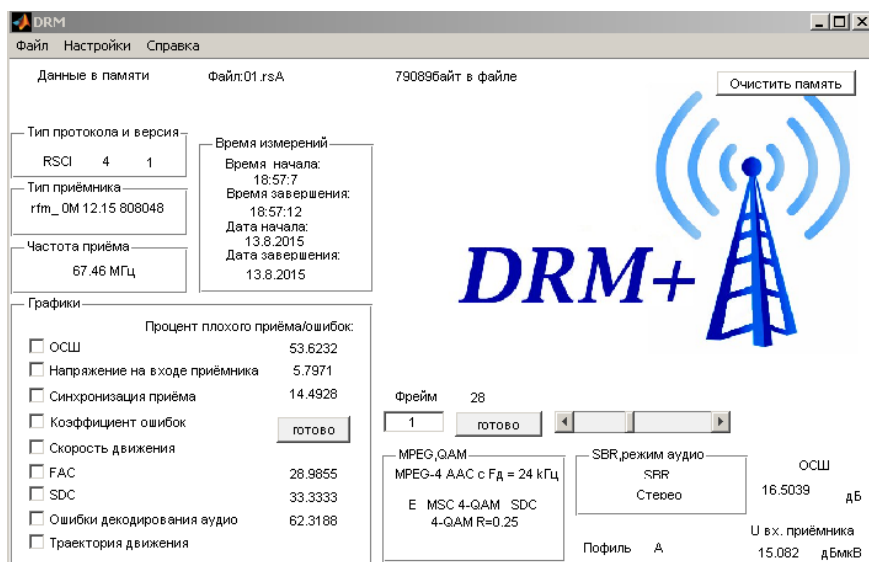 DRM
Файл Настройки Справка
Данные в памяти Файл:01.rsA 79089байт в файле Очистить память
Тип протокола и версия
RSCI 4 1
Тип приёмника
rfm_ 0M 12.15 808048
Частота приёма
67.46 МГц
Время измерений
Время начала:
18:57:7
Время завершения:
18:57:12
Дата начала:
13.8.2015
Дата завершения:
13.8.2015
DRM+
Графики
Процент плохого приёма/ошибок:
ОСШ 53.6232
Напряжение на входе приёмника 5.7971
Синхронизация приёма 14.4928
Коэффициент ошибок готово
Скорость движения
FAC 28.9855
SDC 33.3333
Ошибки декодирования аудио 62.3188
Траектория движения
Фрейм 28
1 готово
MPEG,QAM
MPEG-4 AAC с Fд = 24 кГц
E MSC 4-QAM SDC
4-QAM R=0.25
SBR,режим аудио
SBR
Стерео
Пофиль A
ОСШ
16.5039 дБ
U вх. приёмника
15.082 дБмкВ